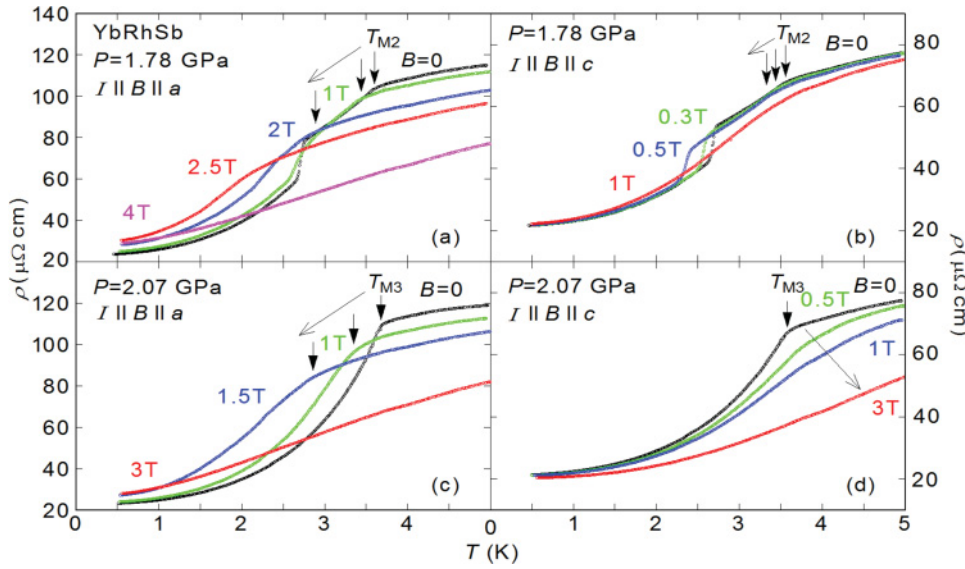 YbRhSb
P=1.78 GPa
I || B || a
T_M2
B=0
1T
2T
2.5T
4T
(a)
140
120
100
80
60
40
20
P=1.78 GPa
I || B || c
T_M2
B=0
0.3T
0.5T
1T
(b)
80
60
40
20
ρ(μΩ cm)
ρ(μΩ cm)
P=2.07 GPa
I || B || a
T_M3
B=0
1T
1.5T
3T
(c)
120
100
80
60
40
20
P=2.07 GPa
I || B || c
T_M3
0.5T
B=0
1T
3T
(d)
80
60
40
20
0 1 2 3 4 0 1 2 3 4 5
T (K)